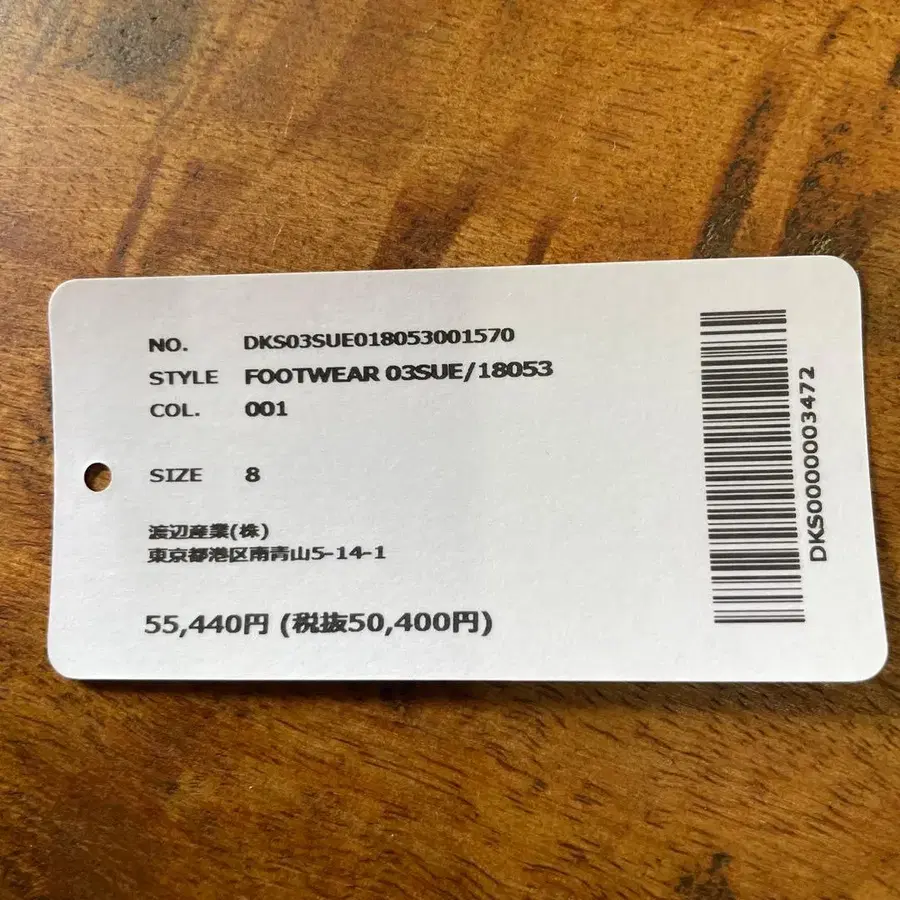 NO. DKS03SUE018053001570
STYLE FOOTWEAR 03SUE/18053
COL. 001
SIZE 8
渡辺産業(株)
東京都港区南青山5-14-1
55,440円 (税抜50,400円)
DKS0000003472